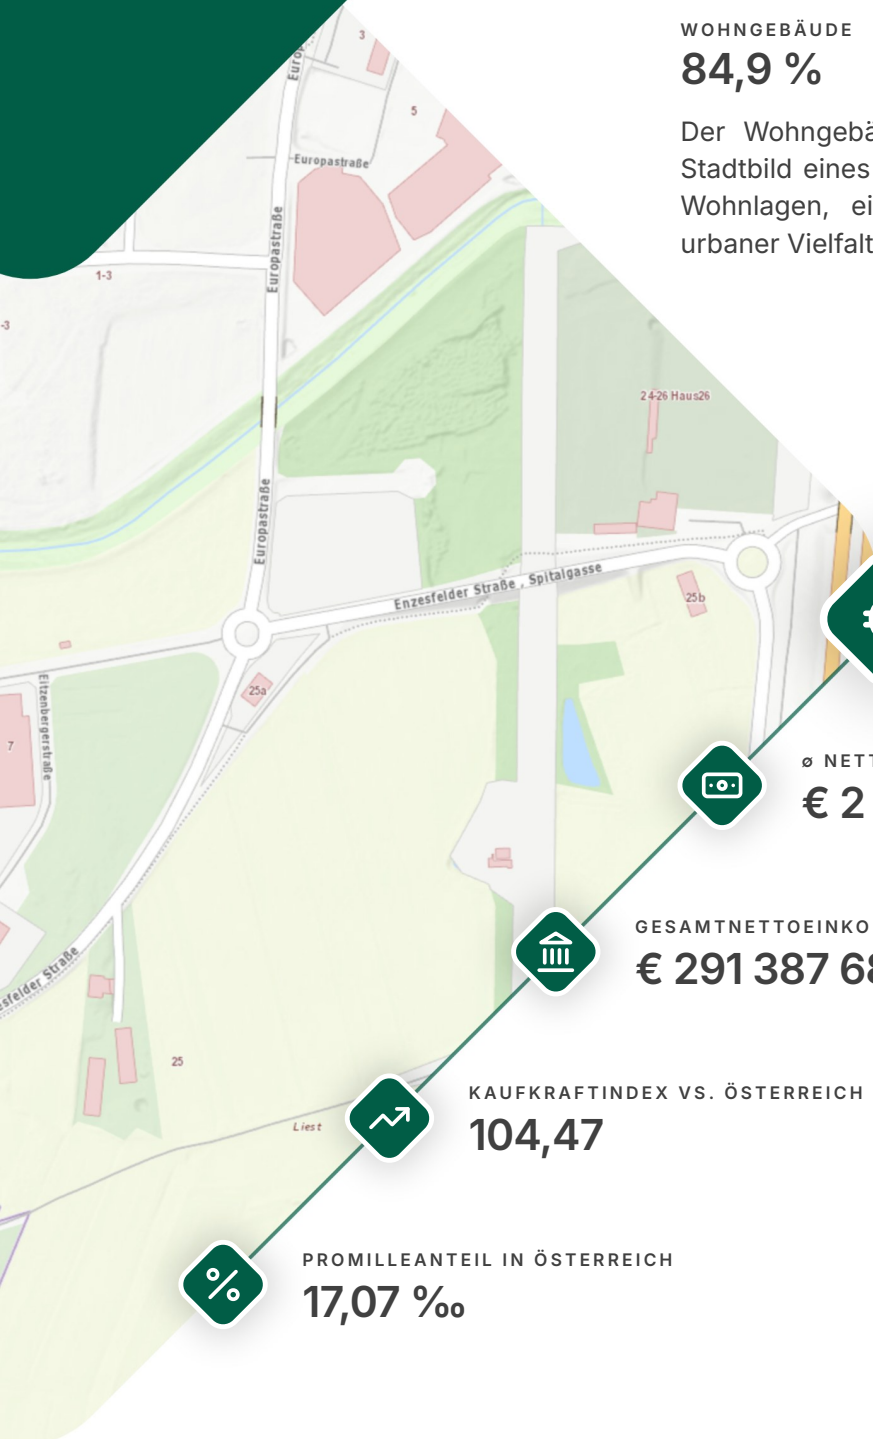 WOHNGEBÄUDE
84,9 %
Der Wohngebä
Stadtbild eines
Wohnlagen, ei
urbaner Vielfalt
3
5
Europastraße
Europastraße
1-3
-3
24-26 Haus26
Europastraße
Enzesfelder Straße , Spitalgasse
25b
25a
Eitzenbergerstraße
7
ø NETT
€ 2
GESAMTNETTOEINKO
€ 291 387 68
esfelder Straße
25
Liest
KAUFKRAFTINDEX VS. ÖSTERREICH
104,47
PROMILLEANTEIL IN ÖSTERREICH
17,07 ‰